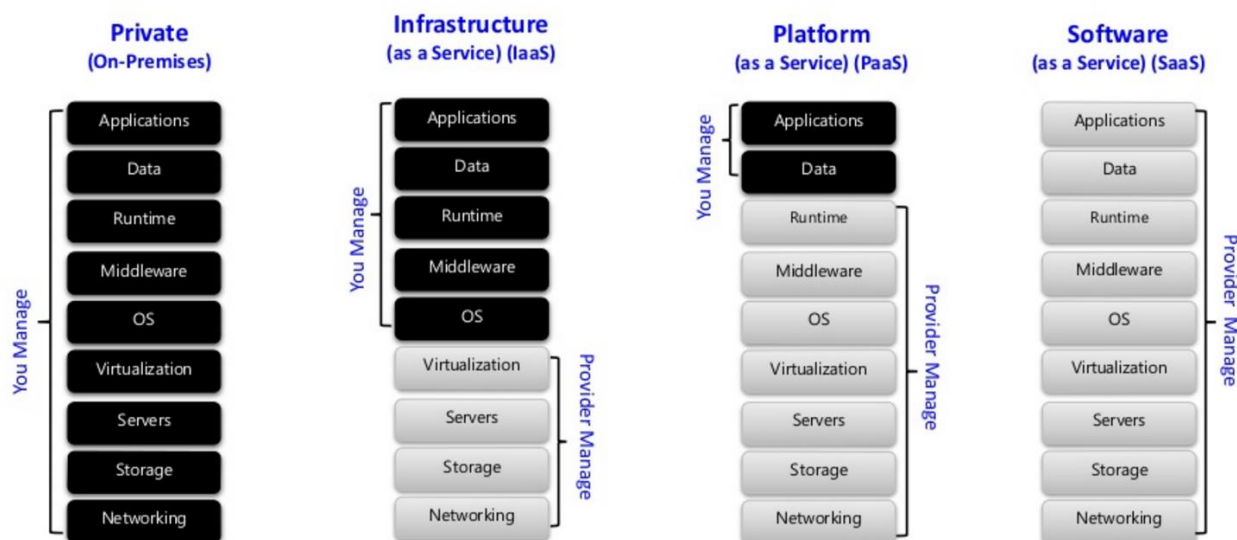 Private
(On-Premises)
You Manage
Applications
Data
Runtime
Middleware
OS
Virtualization
Servers
Storage
Networking
Infrastructure
(as a Service) (IaaS)
You Manage
Applications
Data
Runtime
Middleware
OS
Virtualization
Servers
Storage
Networking
Provider Manage
Platform
(as a Service) (PaaS)
You Manage
Applications
Data
Runtime
Middleware
OS
Virtualization
Servers
Storage
Networking
Provider Manage
Software
(as a Service) (SaaS)
Applications
Data
Runtime
Middleware
OS
Virtualization
Servers
Storage
Networking
Provider Manage